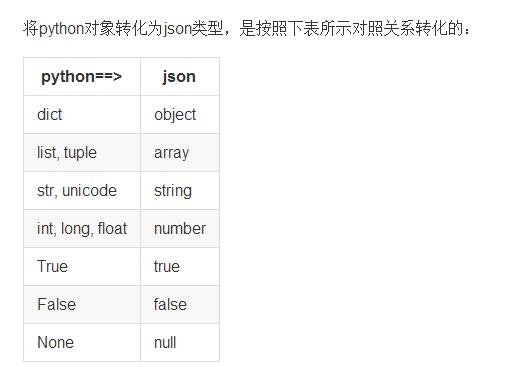 将python对象转化为json类型，是按照下表所示对照关系转化的：
python==> json
dict object
list, tuple array
str, unicode string
int, long, float number
True true
False false
None null